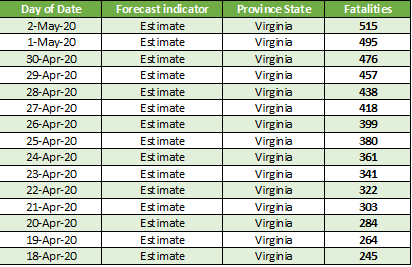 Day of Date Forecast indicator Province State Fatalities
2-May-20 Estimate Virginia 515
1-May-20 Estimate Virginia 495
30-Apr-20 Estimate Virginia 476
29-Apr-20 Estimate Virginia 457
28-Apr-20 Estimate Virginia 438
27-Apr-20 Estimate Virginia 418
26-Apr-20 Estimate Virginia 399
25-Apr-20 Estimate Virginia 380
24-Apr-20 Estimate Virginia 361
23-Apr-20 Estimate Virginia 341
22-Apr-20 Estimate Virginia 322
21-Apr-20 Estimate Virginia 303
20-Apr-20 Estimate Virginia 284
19-Apr-20 Estimate Virginia 264
18-Apr-20 Estimate Virginia 245